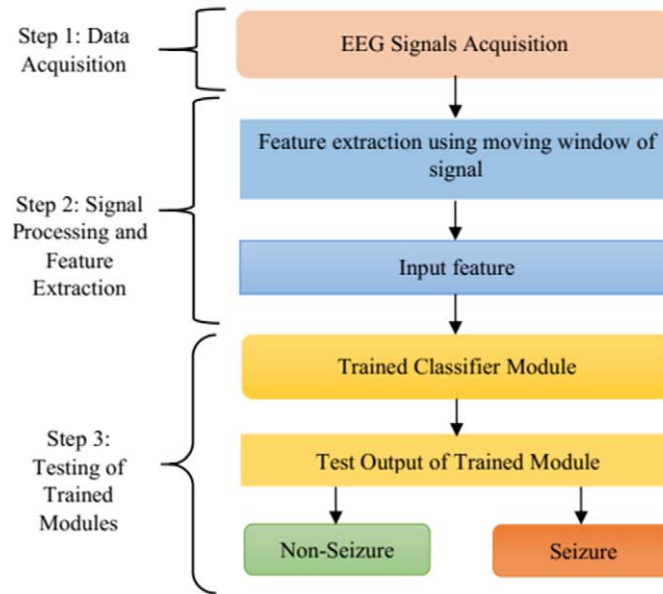 Step 1: Data
Acquisition
EEG Signals Acquisition
Step 2: Signal
Processing and
Feature
Extraction
Feature extraction using moving window of
signal
Input feature
Step 3:
Testing of
Trained
Modules
Trained Classifier Module
Test Output of Trained Module
Non-Seizure
Seizure